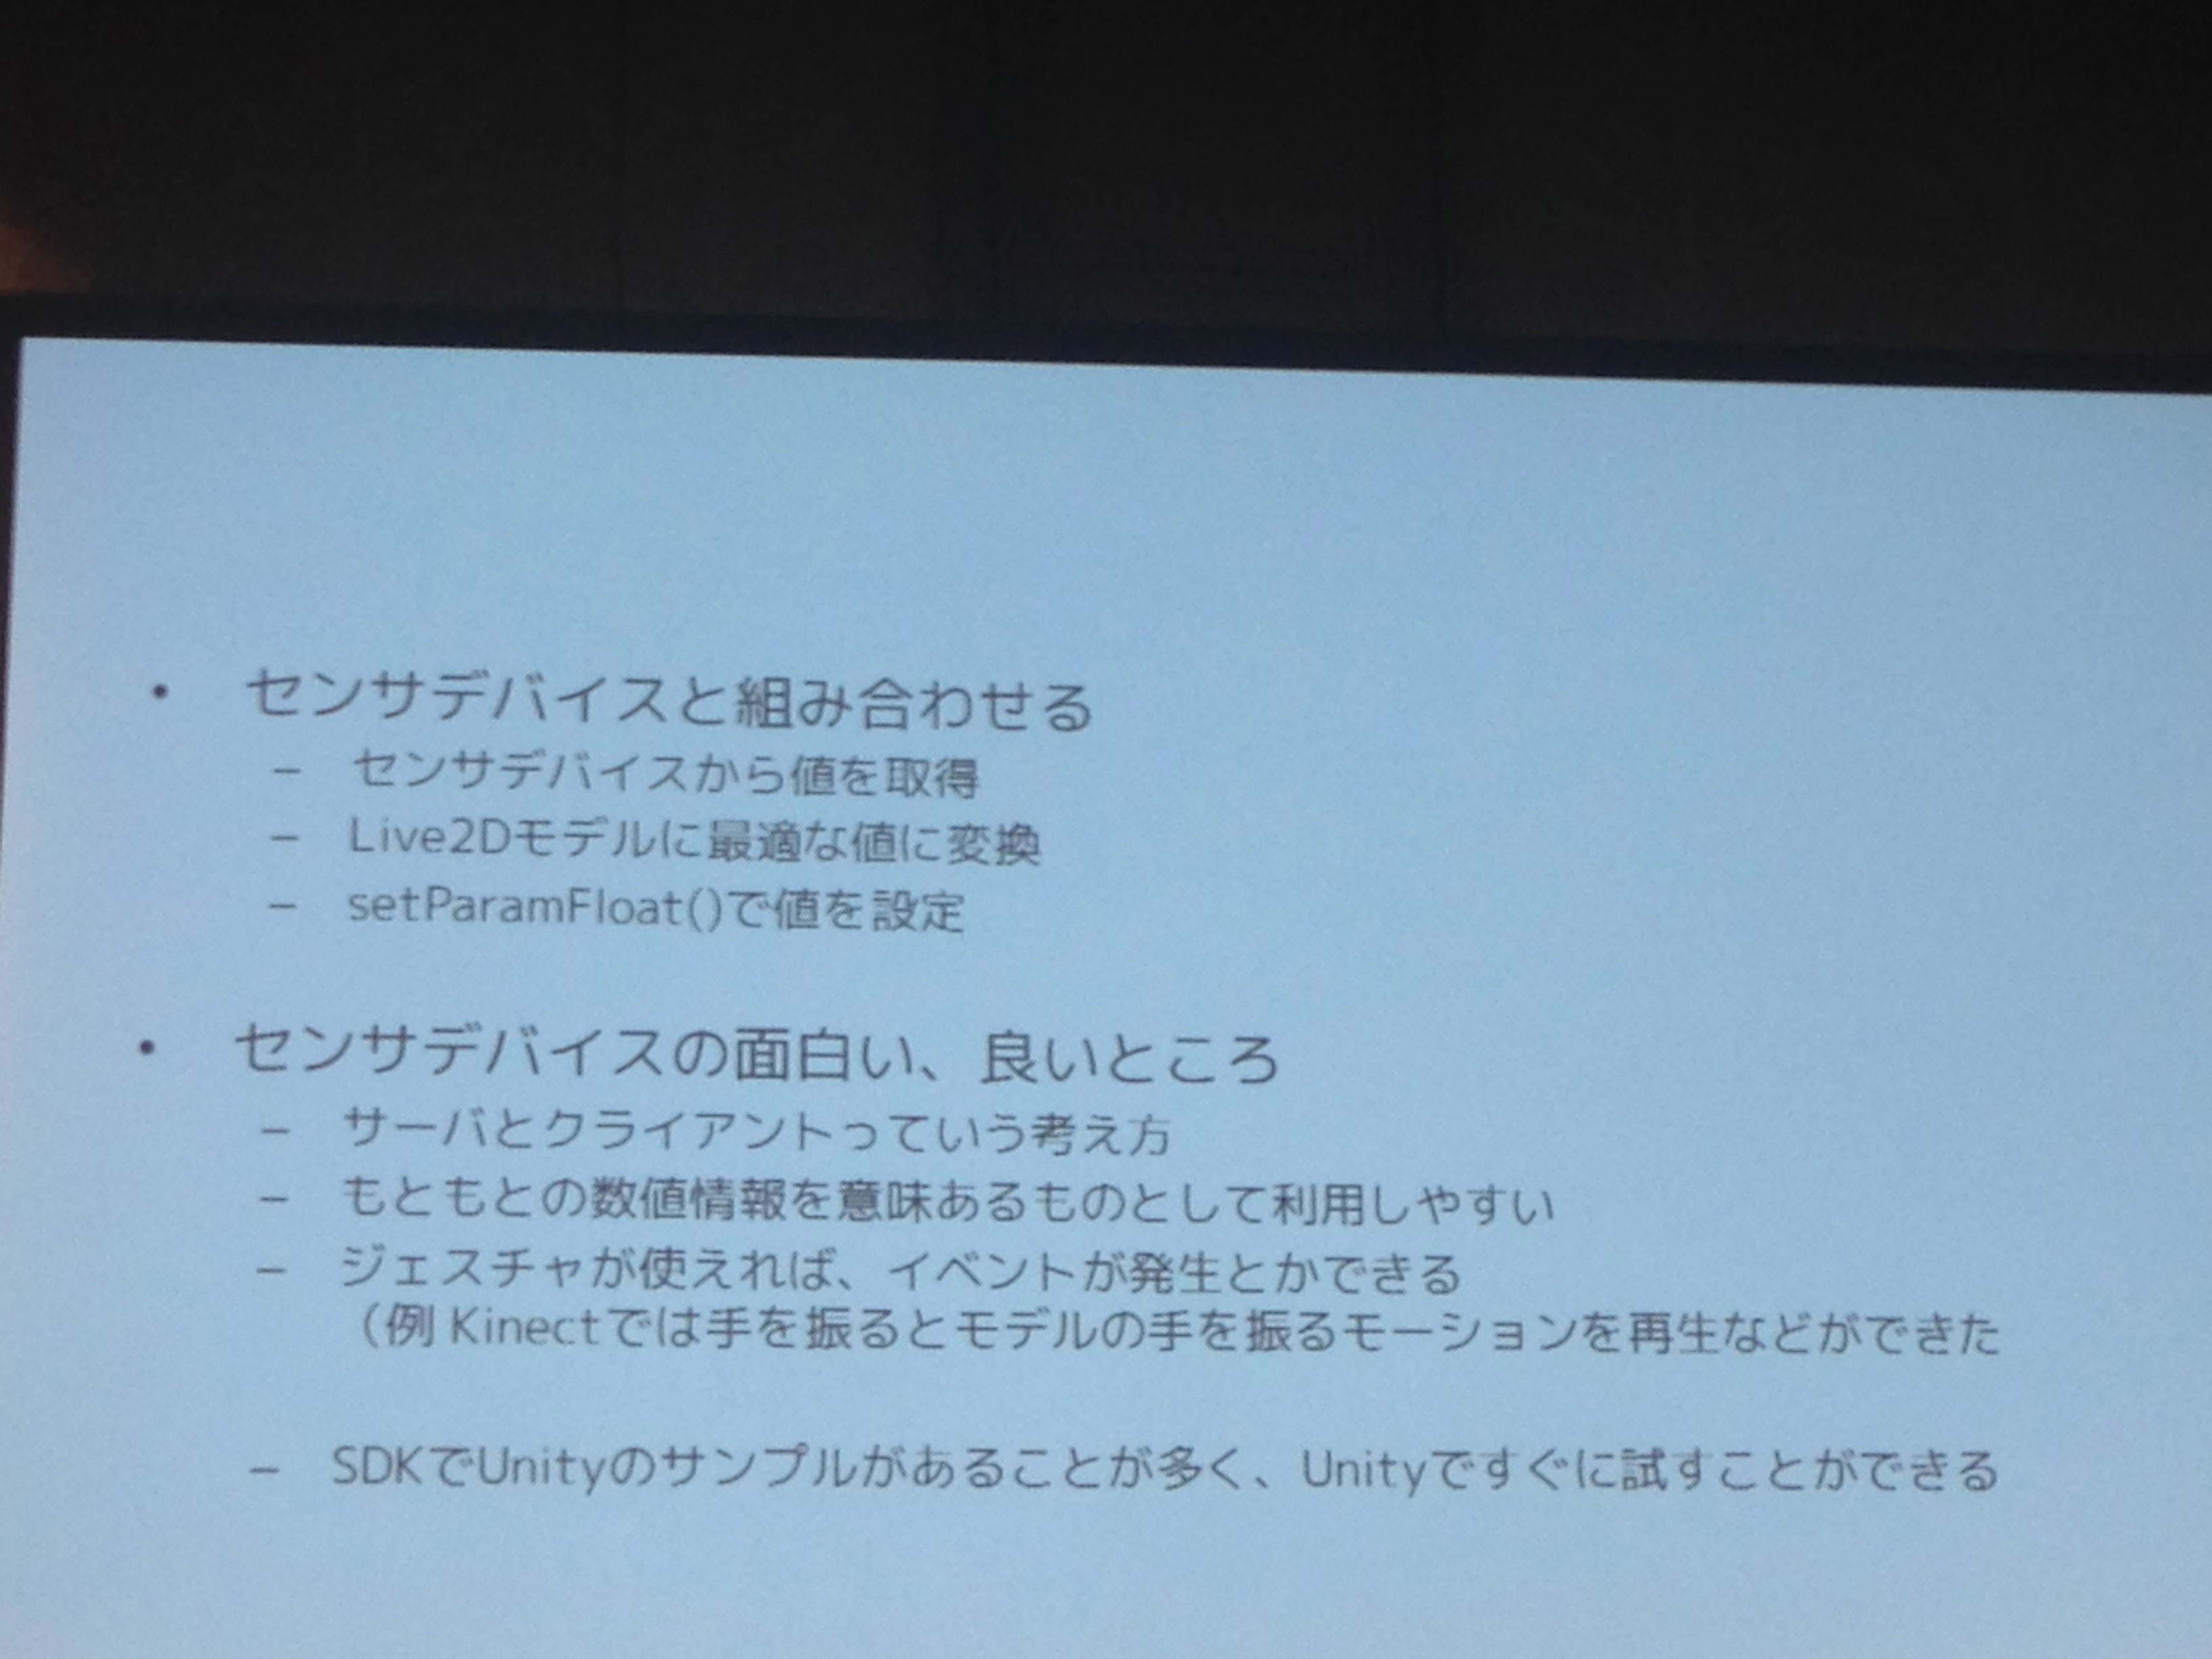 • センサデバイスと組み合わせる
– センサデバイスから値を取得
– Live2Dモデルに最適な値に変換
– setParamFloat()で値を設定
• センサデバイスの面白い、良いところ
– サーバとクライアントっていう考え方
– もともとの数値情報を意味あるものとして利用しやすい
– ジェスチャが使えれば、イベントが発生とかできる
（例 Kinectでは手を振るとモデルの手を振るモーションを再生などができた
– SDKでUnityのサンプルがあることが多く、Unityですぐに試すことができる